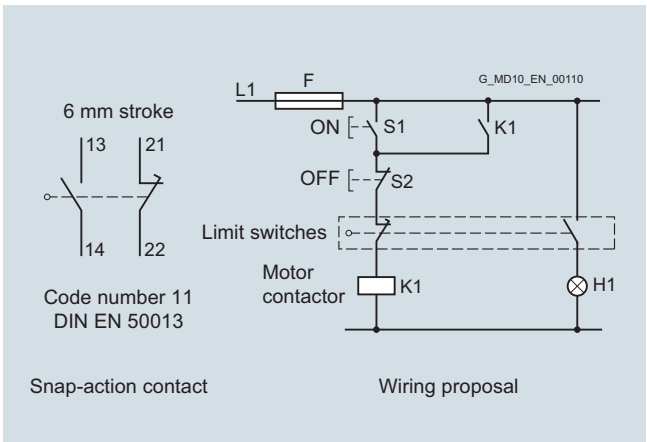 6 mm stroke
13 21
14 22
Code number 11
DIN EN 50013
Snap-action contact
G_MD10_EN_00110
L1 F
ON S1 K1
OFF S2
Limit switches
Motor
contactor K1 H1
Wiring proposal